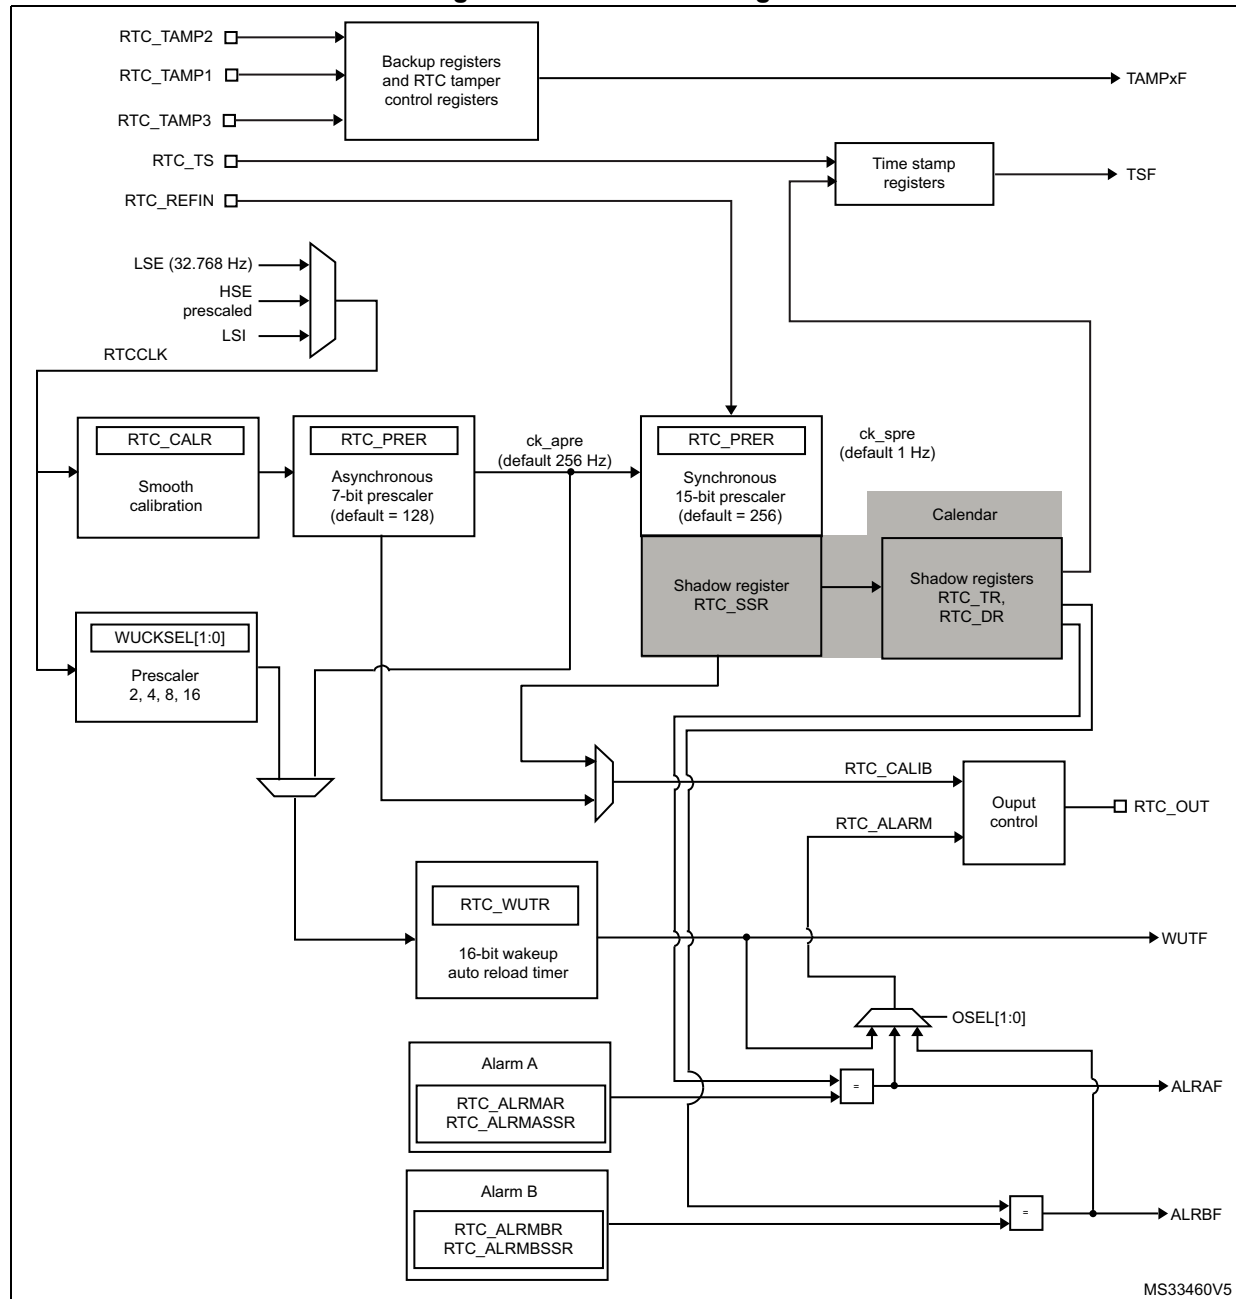 RTC_TAMP2
RTC_TAMP1
RTC_TAMP3
Backup registers
and RTC tamper
control registers
TAMPxF
RTC_TS
RTC_REFIN
Time stamp
registers
TSF
LSE (32.768 Hz)
HSE
prescaled
LSI
RTCCLK
RTC_CALR
Smooth
calibration
RTC_PRER
Asynchronous
7-bit prescaler
(default = 128)
ck_apre
(default 256 Hz)
RTC_PRER
Synchronous
15-bit prescaler
(default = 256)
ck_spre
(default 1 Hz)
Calendar
Shadow register
RTC_SSR
Shadow registers
RTC_TR,
RTC_DR
WUCKSEL[1:0]
Prescaler
2, 4, 8, 16
RTC_CALIB
RTC_ALARM
Ouput
control
RTC_OUT
RTC_WUTR
16-bit wakeup
auto reload timer
WUTF
OSEL[1:0]
Alarm A
RTC_ALRMAR
RTC_ALRMASSR
=
ALRAF
Alarm B
RTC_ALRMBR
RTC_ALRMBSSR
=
ALRBF
MS33460V5